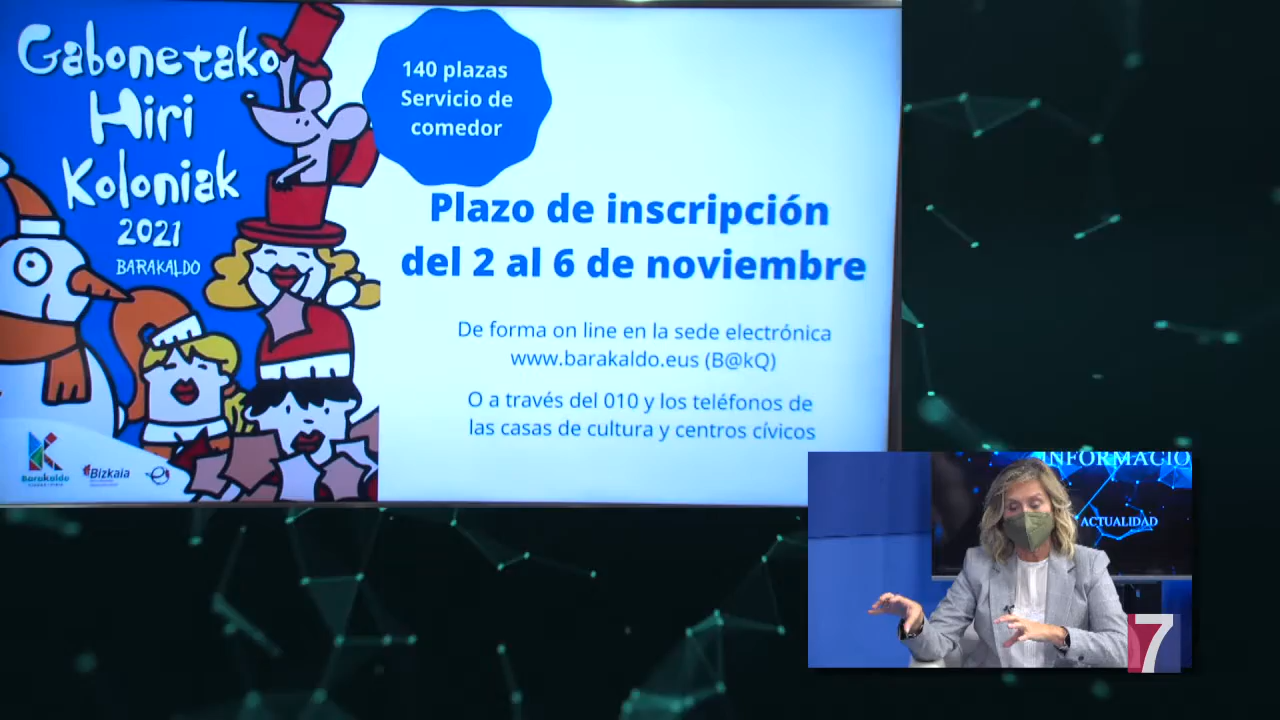 Gabonetako
Hiri
Koloniak
2021
BARAKALDO
140 plazas
Servicio de
comedor
Plazo de inscripción
del 2 al 6 de noviembre
De forma on line en la sede electrónica
www.barakaldo.eus (B@kQ)
O a través del 010 y los teléfonos de
las casas de cultura y centros cívicos
Barakaldo
Bizkaia
INFORMACIO
ACTUALIDAD
7